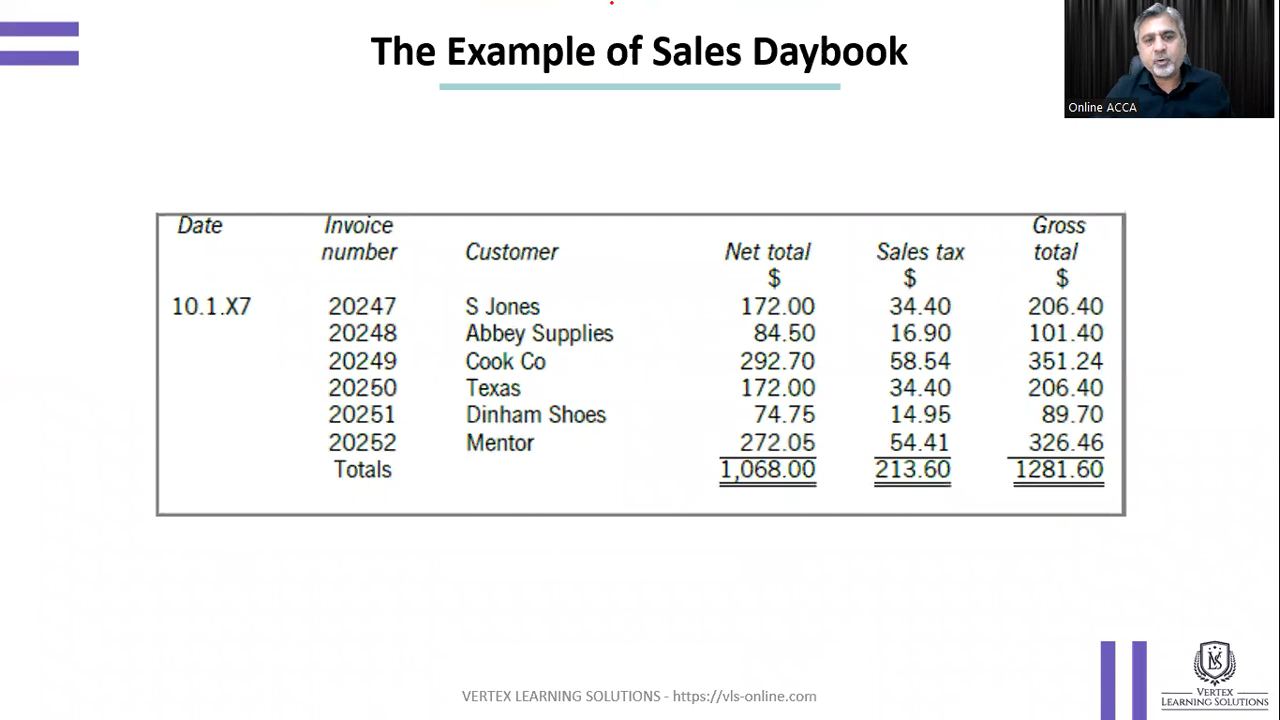 The Example of Sales Daybook
Online ACCA
Date Invoice Gross
number Customer Net total Sales tax total
$ $ $
10.1.X7 20247 S Jones 172.00 34.40 206.40
20248 Abbey Supplies 84.50 16.90 101.40
20249 Cook Co 292.70 58.54 351.24
20250 Texas 172.00 34.40 206.40
20251 Dinham Shoes 74.75 14.95 89.70
20252 Mentor 272.05 54.41 326.46
Totals 1,068.00 213.60 1281.60
VERTEX LEARNING SOLUTIONS - https://vls-online.com
VLS
VERTEX
LEARNING SOLUTIONS